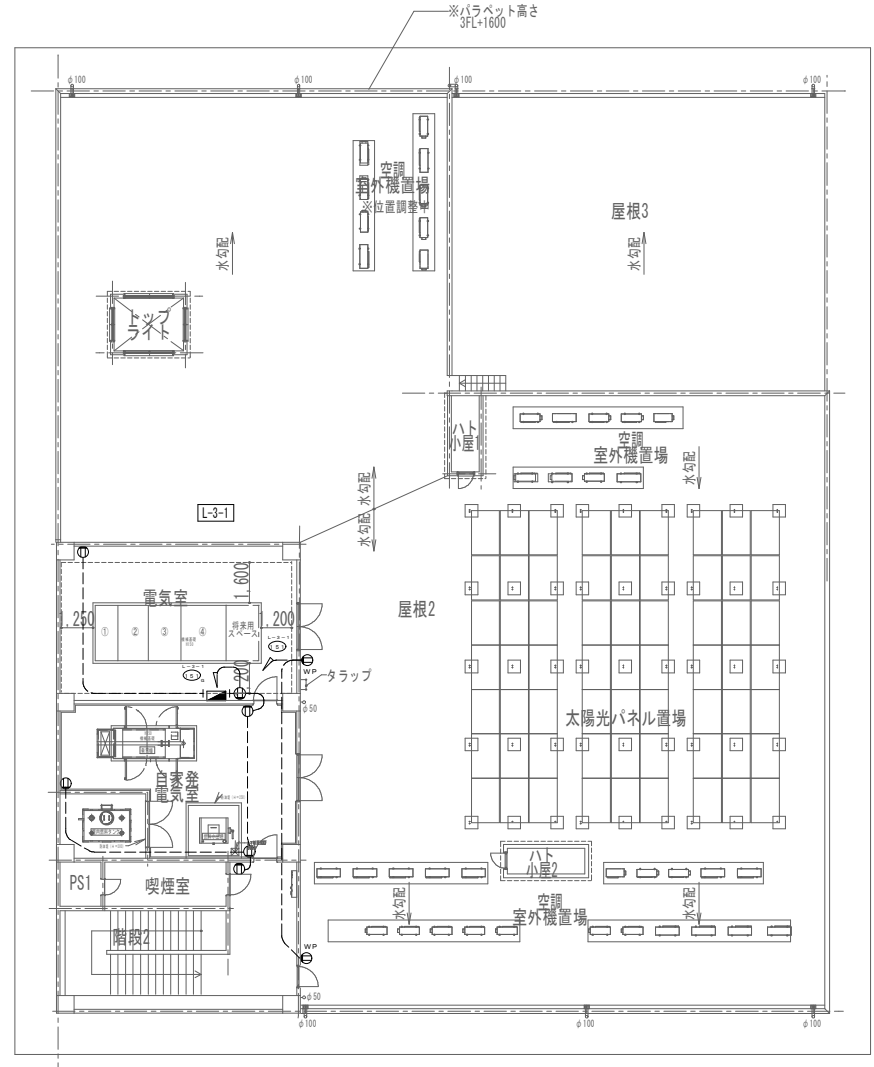 ※パラペット高さ
3FL+1600
φ100
φ100
φ100
φ100
空調
室外機置場
※位置調整中
屋根3
水勾配
水勾配
トップ
ライト
ハト
小屋1
空調
室外機置場
水勾配
水勾配
水勾配
L-3-1
電気室
1,600
1,250
1,200
①
②
③
④
将来用
スペース
L-3-1
L-3-1
200
WP
タラップ
φ50
屋根2
太陽光パネル置場
自家発
電気室
PS1
喫煙室
階段2
ハト
小屋2
空調
室外機置場
水勾配
水勾配
WP
φ50
φ100
φ100
φ100